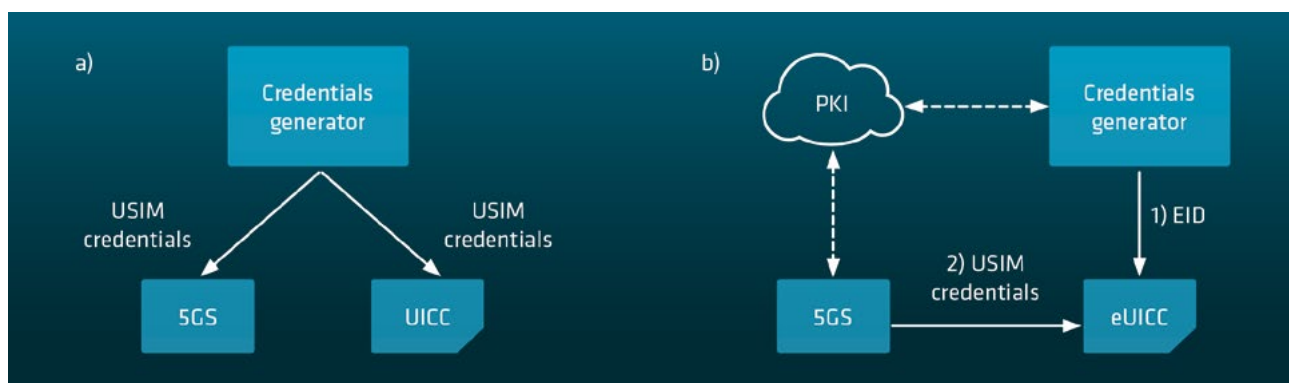 a)
Credentials
generator
USIM
credentials
USIM
credentials
5GS
UICC
b)
PKI
Credentials
generator
1) EID
2) USIM
credentials
5GS
eUICC